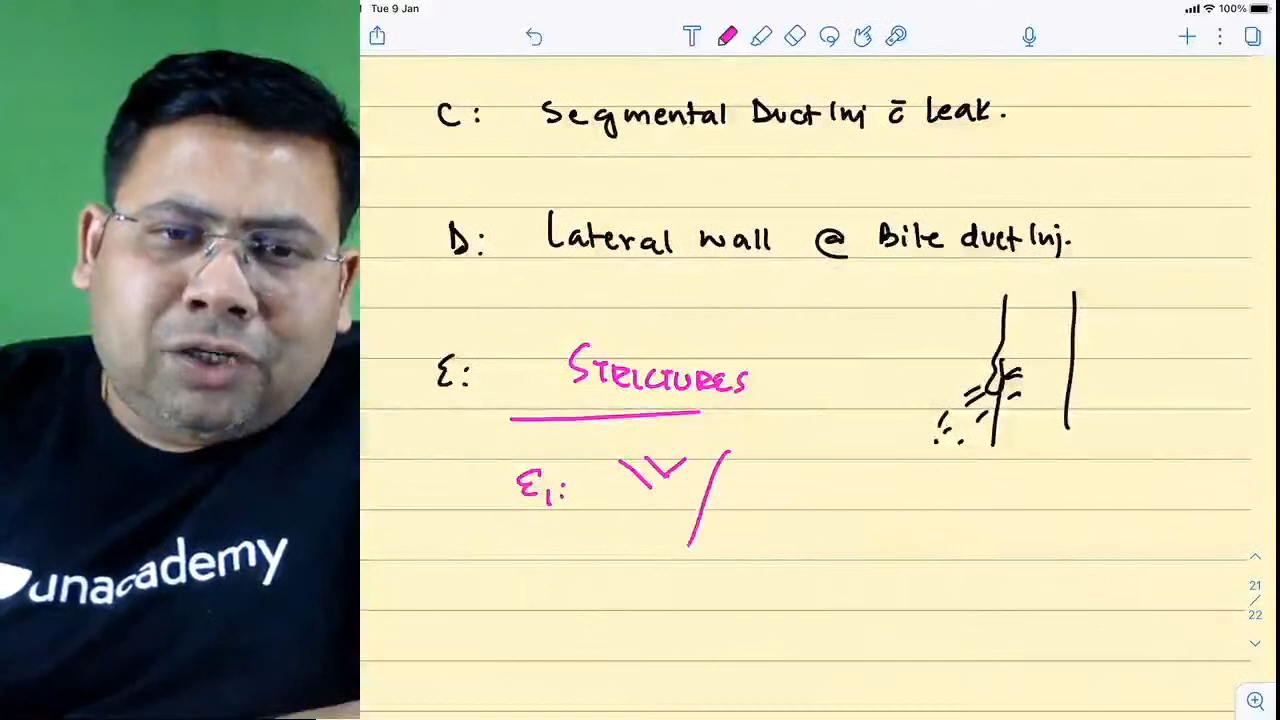 Tue 9 Jan
100%
T
C: Segmental Duct Inj c̄ leak.
D: Lateral wall @ Bile duct Inj.
E: STRICTURES
E1:
unacademy
21
/
22